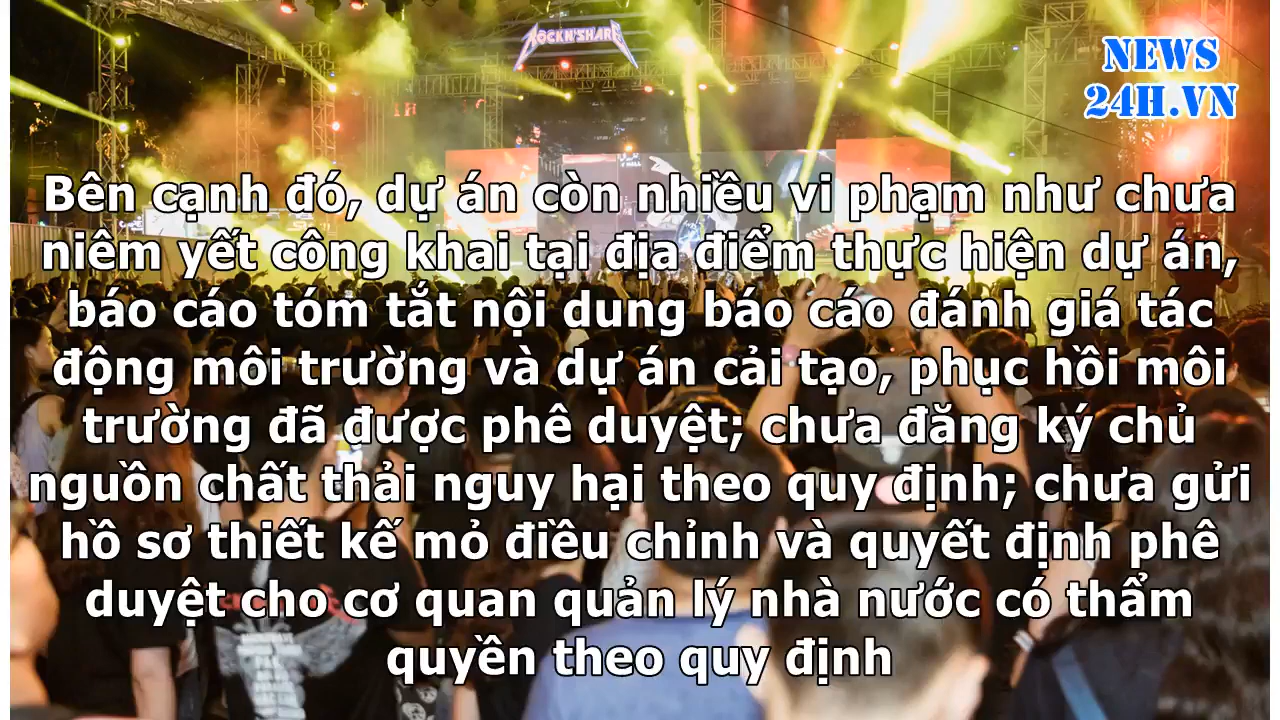 ROCKN'SHARE
NEWS
24H.VN
Bên cạnh đó, dự án còn nhiều vi phạm như chưa
niêm yết công khai tại địa điểm thực hiện dự án,
báo cáo tóm tắt nội dung báo cáo đánh giá tác
động môi trường và dự án cải tạo, phục hồi môi
trường đã được phê duyệt; chưa đăng ký chủ
nguồn chất thải nguy hại theo quy định; chưa gửi
hồ sơ thiết kế mỏ điều chỉnh và quyết định phê
duyệt cho cơ quan quản lý nhà nước có thẩm
quyền theo quy định